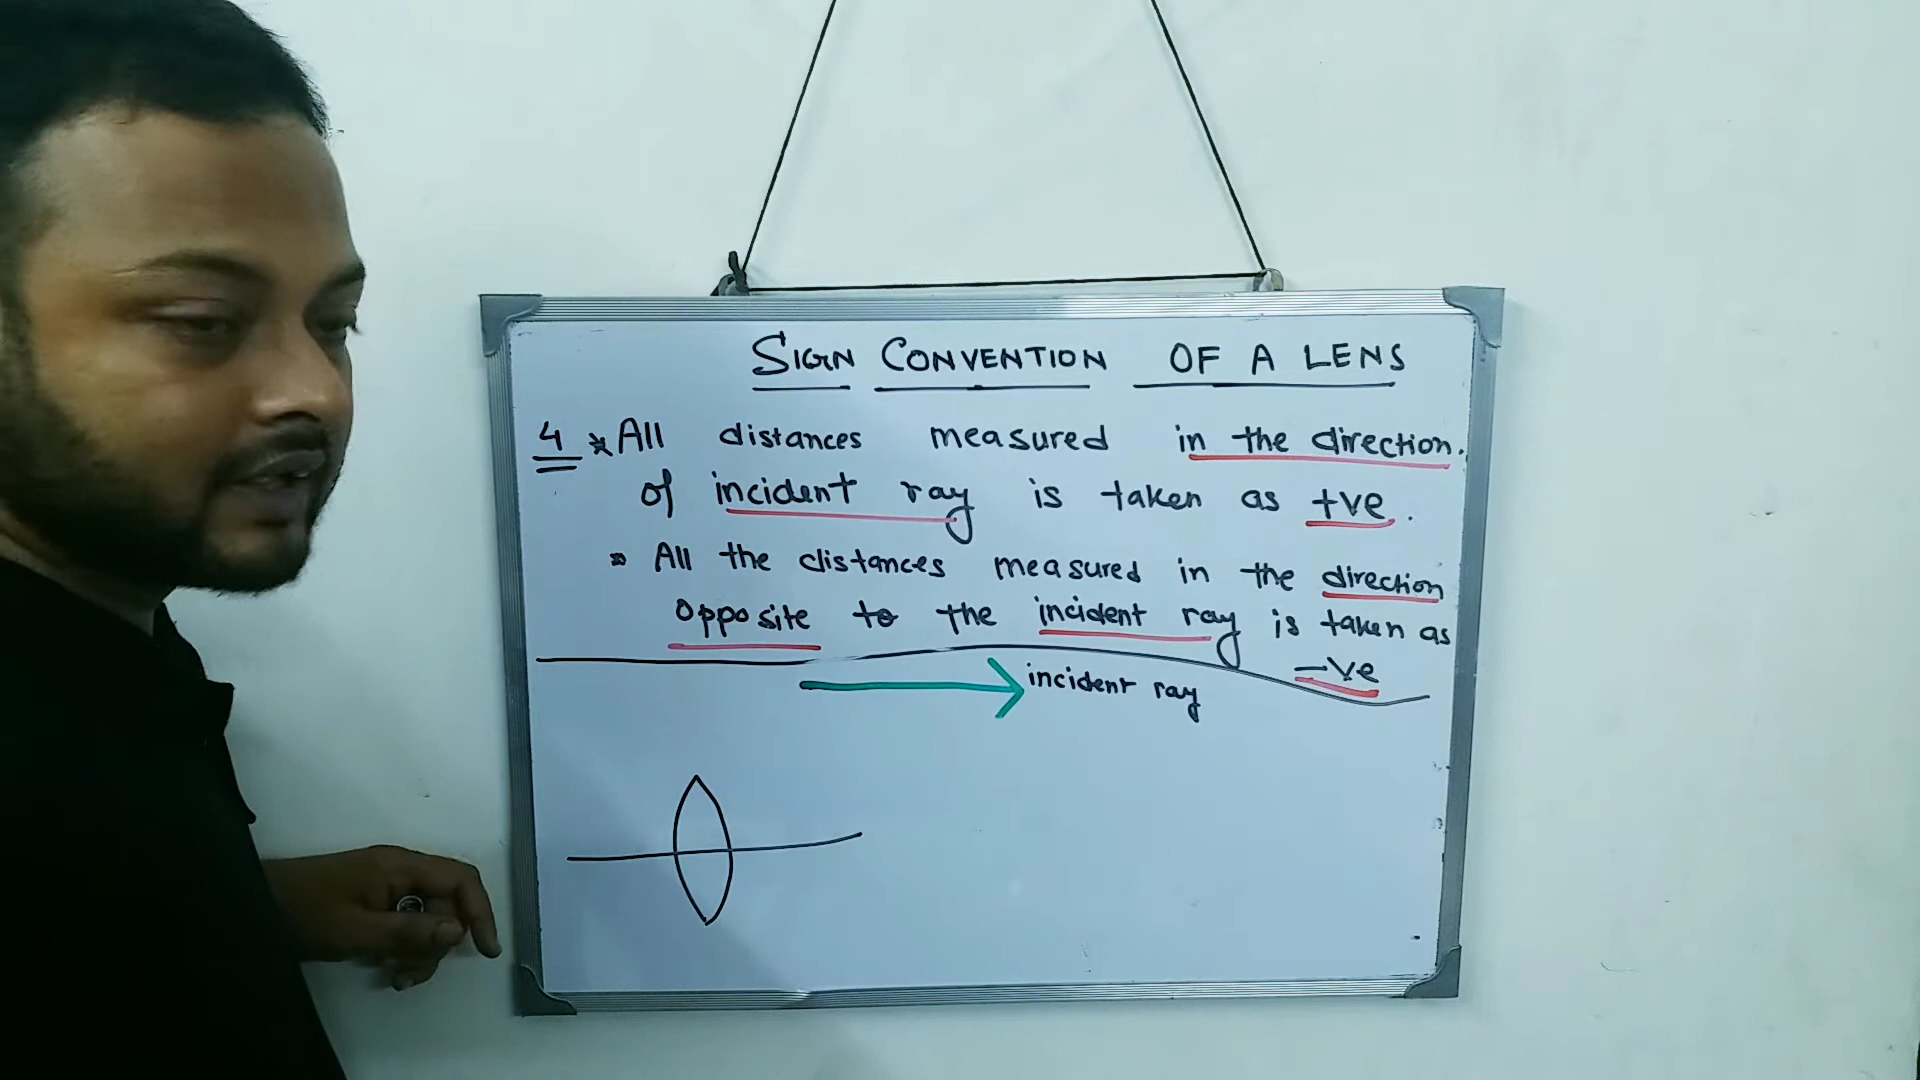 SIGN CONVENTION OF A LENS
4 * All distances measured in the direction.
of incident ray is taken as +ve.
* All the distances measured in the direction
opposite to the incident ray is taken as
-ve
incident ray